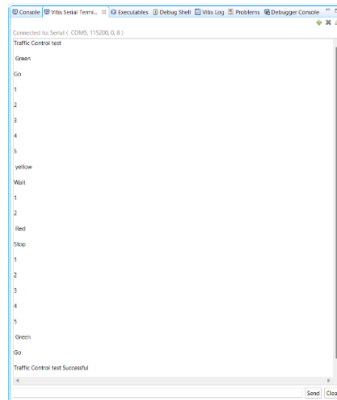 Console Vitis Serial Termi... Executables Debug Shell Vitis Log Problems Debugger Console
Connected to: Serial ( COM5, 115200, 0, 8 )
Traffic Control test
Green
Go
1
2
3
4
5
yellow
Wait
1
2
Red
Stop
1
2
3
4
5
Green
Go
Traffic Control test Successful
Send Clea